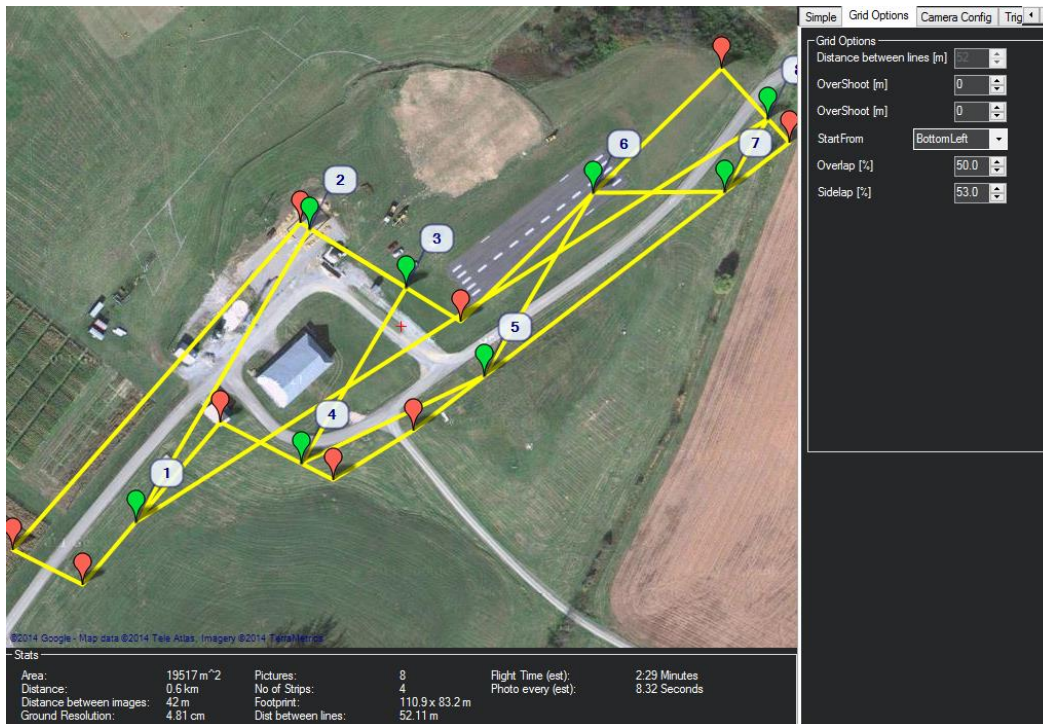 Simple Grid Options Camera Config Trig
Grid Options
Distance between lines [m] 52
OverShoot [m] 0
OverShoot [m] 0
StartFrom BottomLeft
Overlap [%] 50.0
Sidelap [%] 53.0
8
7
6
2
3
5
4
1
©2014 Google - Map data ©2014 Tele Atlas, Imagery ©2014 TerraMetrics
Stats
Area: 19517 m^2 Pictures: 8 Flight Time (est): 2:29 Minutes
Distance: 0.6 km No of Strips: 4 Photo every (est): 8.32 Seconds
Distance between images: 42 m Footprint: 110.9 x 83.2 m
Ground Resolution: 4.81 cm Dist between lines: 52.11 m